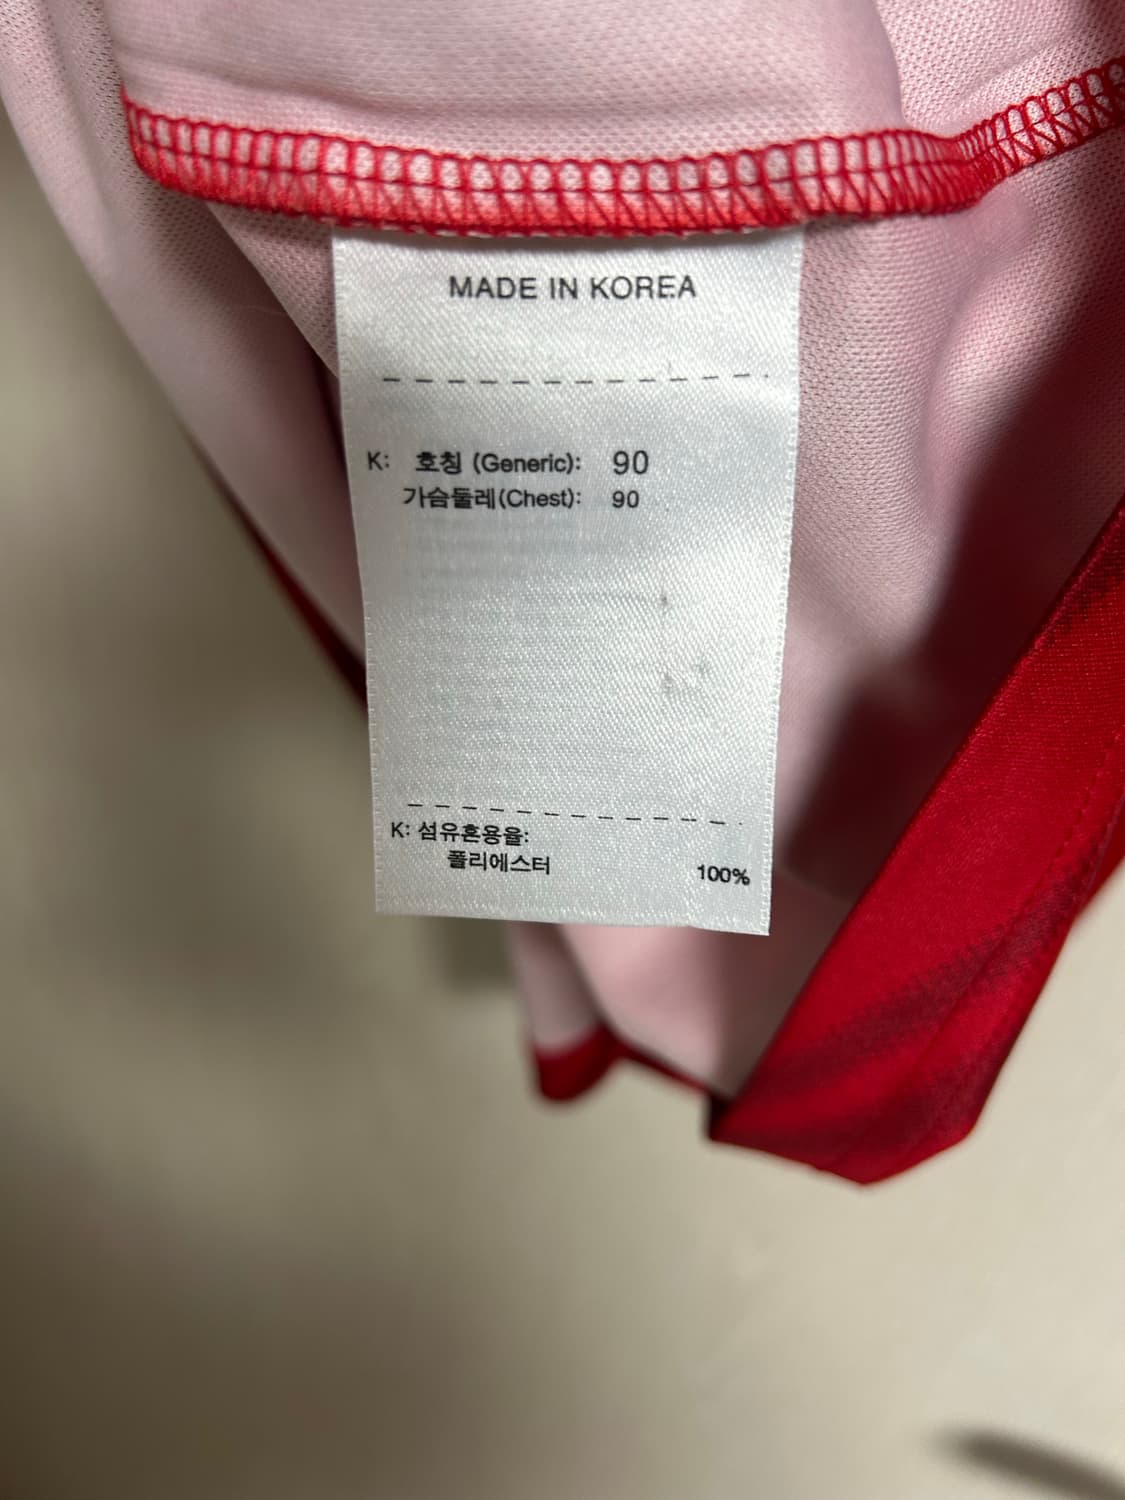 MADE IN KOREA
K: 호칭 (Generic): 90
가슴둘레(Chest): 90
K: 섬유혼용율:
폴리에스터 100%